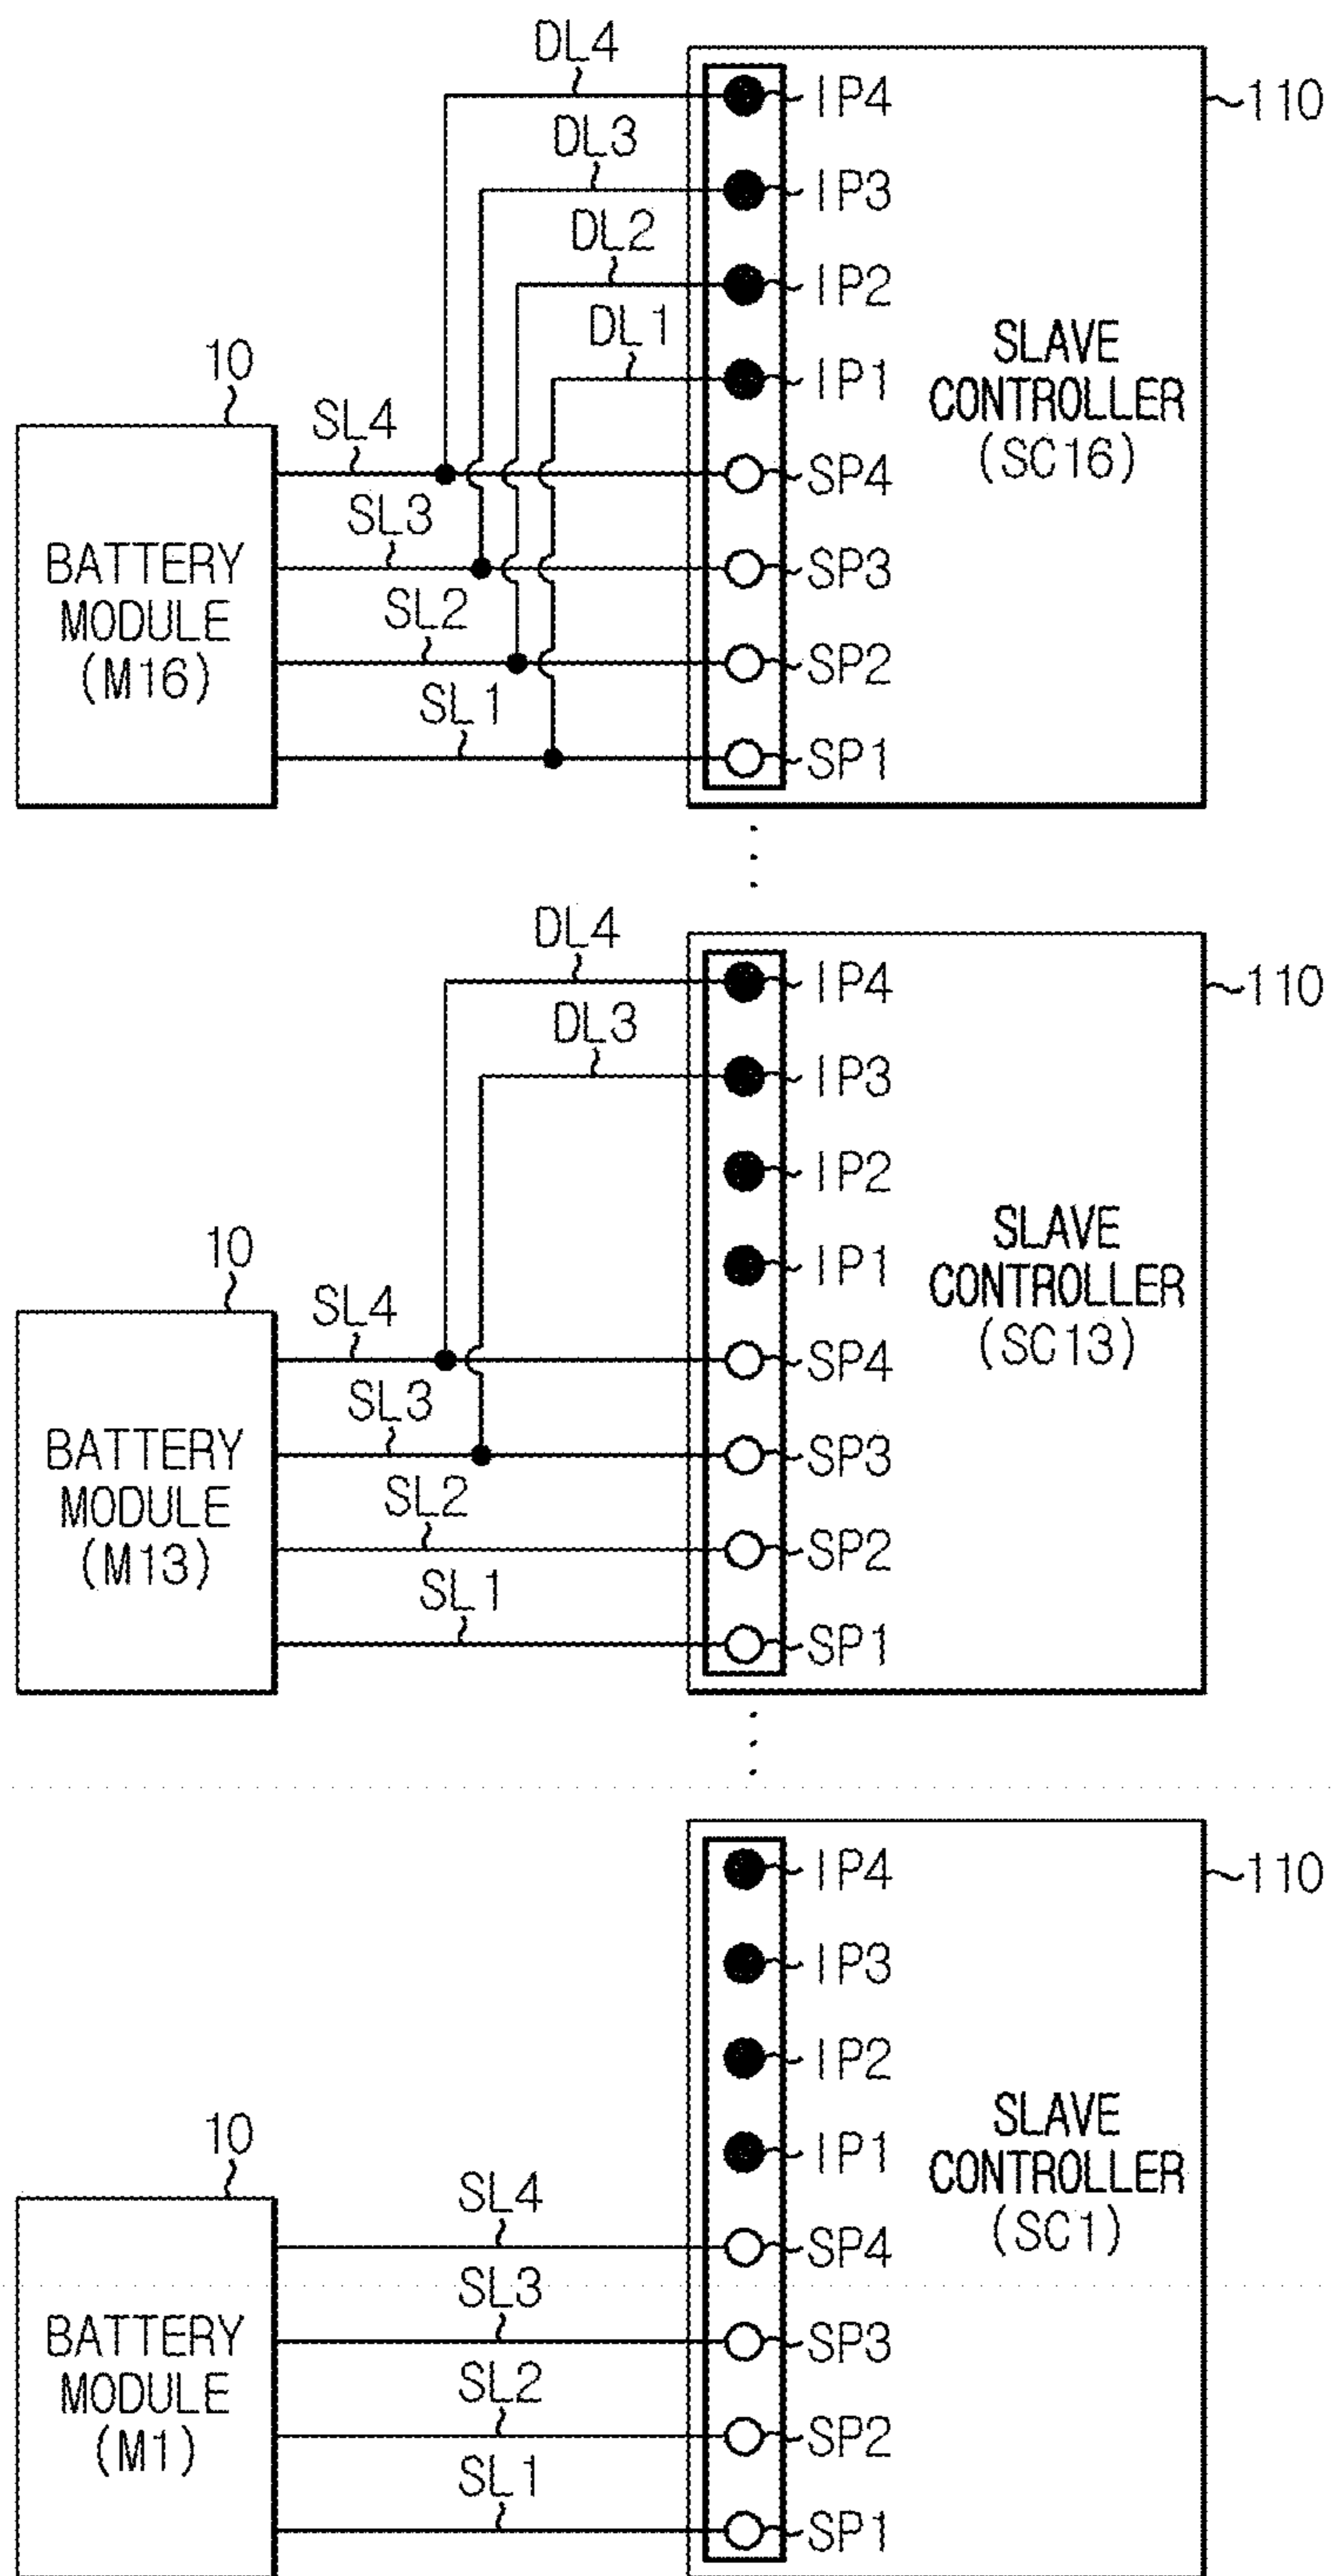 DL4
IP4
110
DL3
IP3
DL2
IP2
DL1
IP1
SLAVE
CONTROLLER
(SC16)
10
SL4
SP4
SL3
SP3
BATTERY
MODULE
(M16)
SL2
SP2
SL1
SP1
DL4
IP4
110
DL3
IP3
IP2
IP1
SLAVE
CONTROLLER
(SC13)
10
SL4
SP4
SL3
SP3
BATTERY
MODULE
(M13)
SL2
SP2
SL1
SP1
IP4
110
IP3
IP2
IP1
SLAVE
CONTROLLER
(SC1)
10
SL4
SP4
SL3
SP3
BATTERY
MODULE
(M1)
SL2
SP2
SL1
SP1